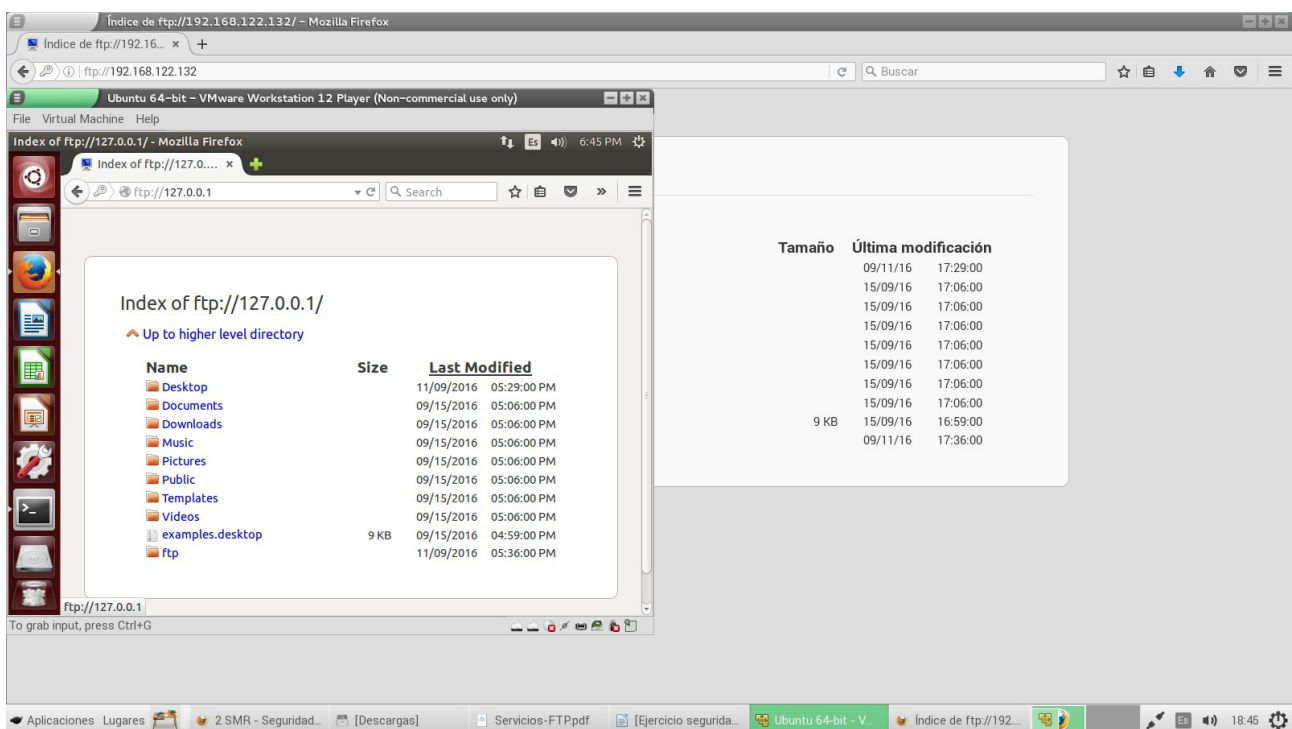 Índice de ftp://192.168.122.132/ – Mozilla Firefox
Índice de ftp://192.16... × +
ftp://192.168.122.132
Buscar
Ubuntu 64-bit – VMware Workstation 12 Player (Non-commercial use only)
File Virtual Machine Help
Index of ftp://127.0.0.1/ - Mozilla Firefox
Es 6:45 PM
Index of ftp://127.0.... ×
ftp://127.0.0.1
Search
»
Index of ftp://127.0.0.1/
Up to higher level directory
Name Size Last Modified
Desktop 11/09/2016 05:29:00 PM
Documents 09/15/2016 05:06:00 PM
Downloads 09/15/2016 05:06:00 PM
Music 09/15/2016 05:06:00 PM
Pictures 09/15/2016 05:06:00 PM
Public 09/15/2016 05:06:00 PM
Templates 09/15/2016 05:06:00 PM
Videos 09/15/2016 05:06:00 PM
examples.desktop 9 KB 09/15/2016 04:59:00 PM
ftp 11/09/2016 05:36:00 PM
ftp://127.0.0.1
To grab input, press Ctrl+G
Tamaño Última modificación
09/11/16 17:29:00
15/09/16 17:06:00
15/09/16 17:06:00
15/09/16 17:06:00
15/09/16 17:06:00
15/09/16 17:06:00
15/09/16 17:06:00
15/09/16 17:06:00
9 KB 15/09/16 16:59:00
09/11/16 17:36:00
Aplicaciones Lugares 2 SMR - Seguridad... [Descargas] Servicios-FTP.pdf [Ejercicio segurida... Ubuntu 64-bit - V... Índice de ftp://192.... Es 18:45